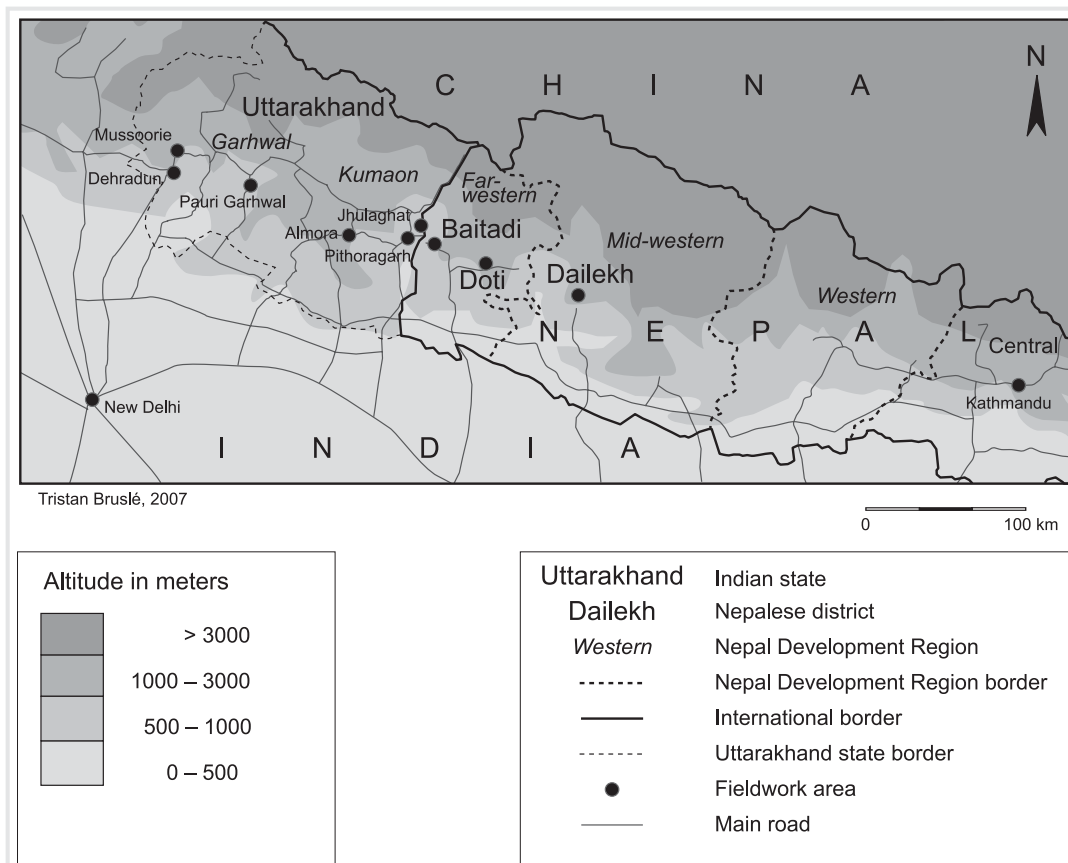 N
C H I N A
Uttarakhand
Mussoorie
Garhwal
Dehradun
Kumaon
Far-
western
Pauri Garhwal
Jhulaghat
Almora
Baitadi
Mid-western
Pithoragarh
Doti
Dailekh
Western
N E P A L
Central
Kathmandu
New Delhi
I N D I A
Tristan Bruslé, 2007
0 100 km
Altitude in meters
> 3000
1000 – 3000
500 – 1000
0 – 500
Uttarakhand Indian state
Dailekh Nepalese district
Western Nepal Development Region
Nepal Development Region border
International border
Uttarakhand state border
Fieldwork area
Main road